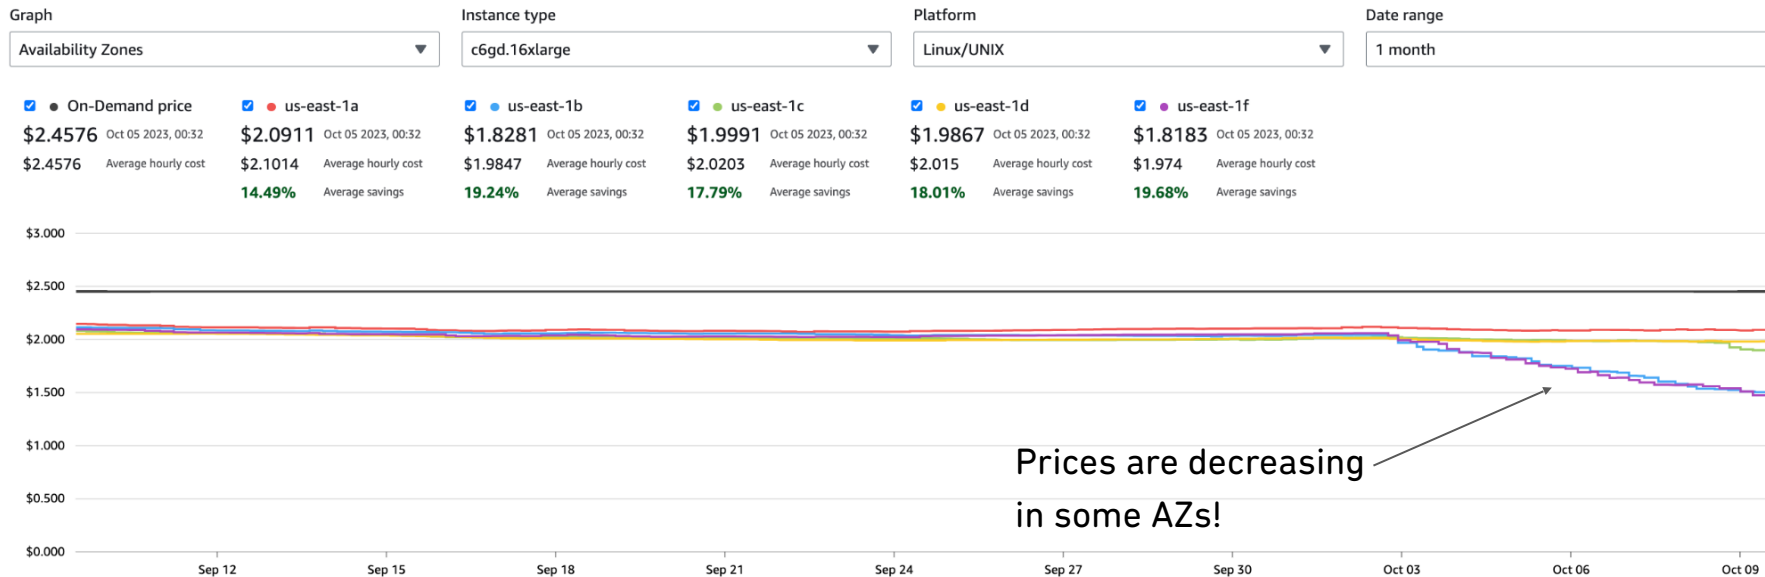 Graph
Instance type
Platform
Date range
Availability Zones
c6gd.16xlarge
Linux/UNIX
1 month
On-Demand price
us-east-1a
us-east-1b
us-east-1c
us-east-1d
us-east-1f
$2.4576 Oct 05 2023, 00:32
$2.0911 Oct 05 2023, 00:32
$1.8281 Oct 05 2023, 00:32
$1.9991 Oct 05 2023, 00:32
$1.9867 Oct 05 2023, 00:32
$1.8183 Oct 05 2023, 00:32
$2.4576 Average hourly cost
$2.1014 Average hourly cost
$1.9847 Average hourly cost
$2.0203 Average hourly cost
$2.015 Average hourly cost
$1.974 Average hourly cost
14.49% Average savings
19.24% Average savings
17.79% Average savings
18.01% Average savings
19.68% Average savings
$3.000
$2.500
$2.000
$1.500
$1.000
$0.500
$0.000
Prices are decreasing
in some AZs!
Sep 12
Sep 15
Sep 18
Sep 21
Sep 24
Sep 27
Sep 30
Oct 03
Oct 06
Oct 09